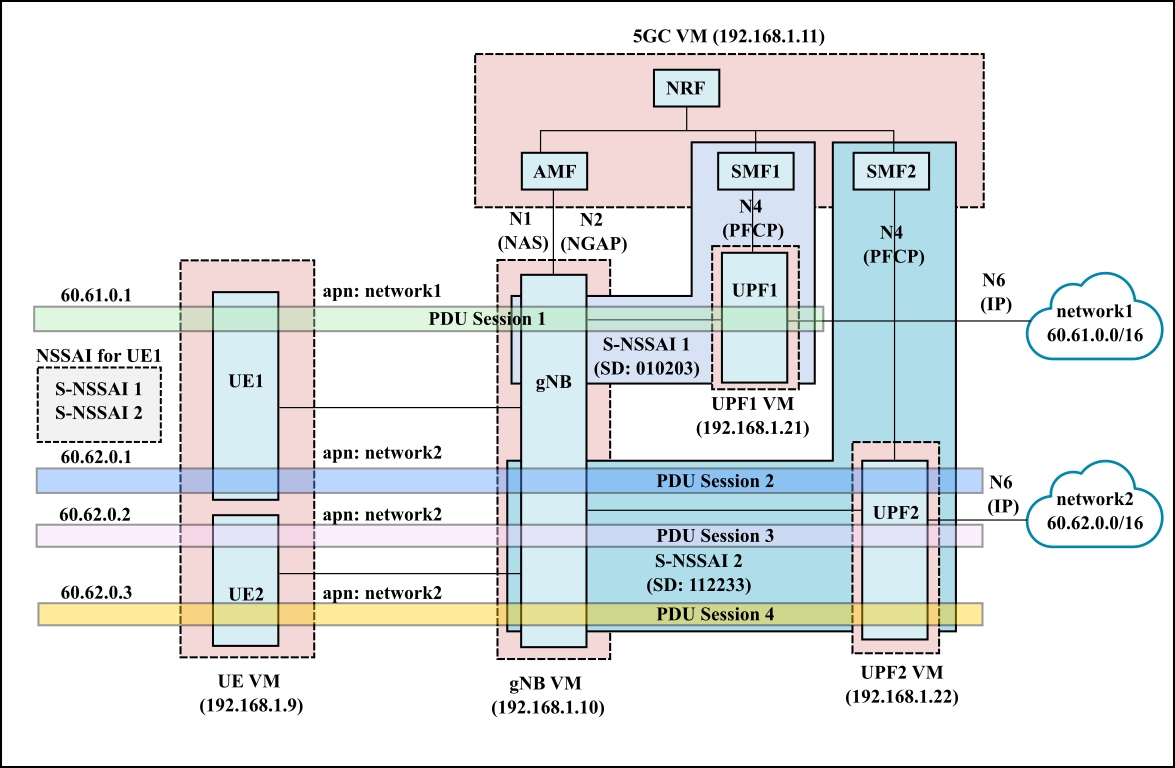 5GC VM (192.168.1.11)
NRF
AMF
SMF1
SMF2
N1
(NAS)
N2
(NGAP)
N4
(PFCP)
N4
(PFCP)
60.61.0.1
apn: network1
PDU Session 1
UPF1
N6
(IP)
network1
60.61.0.0/16
NSSAI for UE1
S-NSSAI 1
S-NSSAI 2
UE1
gNB
S-NSSAI 1
(SD: 010203)
UPF1 VM
(192.168.1.21)
60.62.0.1
apn: network2
PDU Session 2
N6
(IP)
network2
60.62.0.0/16
60.62.0.2
apn: network2
UPF2
PDU Session 3
S-NSSAI 2
(SD: 112233)
60.62.0.3
UE2
apn: network2
PDU Session 4
UE VM
(192.168.1.9)
gNB VM
(192.168.1.10)
UPF2 VM
(192.168.1.22)